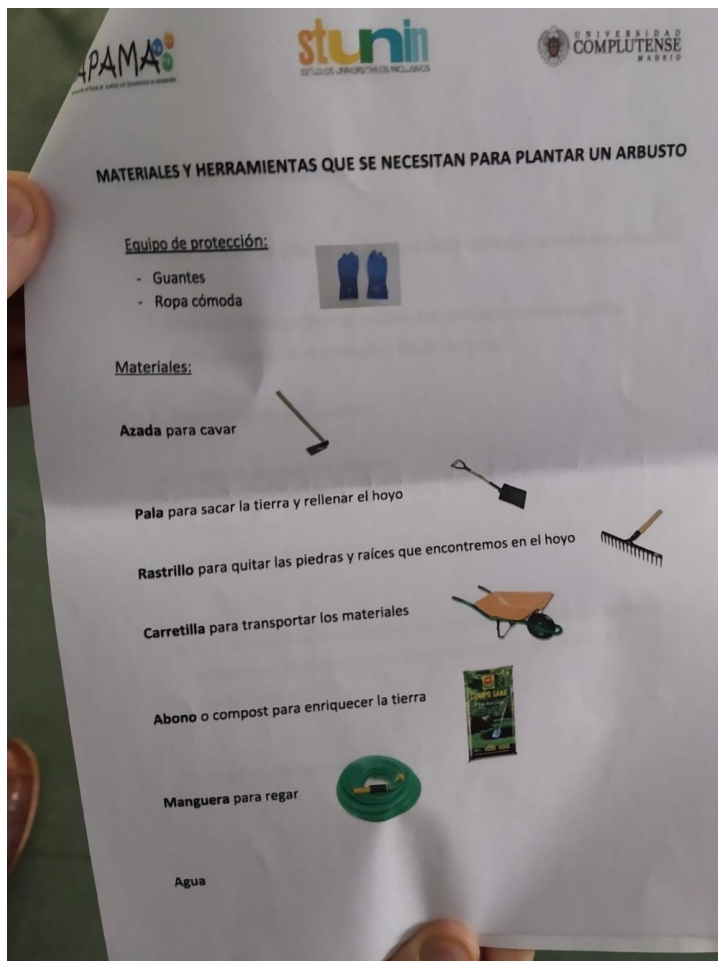 APAMA
stunin
ESTUDIOS UNIVERSITARIOS INCLUSIVOS
UNIVERSIDAD
COMPLUTENSE
MADRID
MATERIALES Y HERRAMIENTAS QUE SE NECESITAN PARA PLANTAR UN ARBUSTO
Equipo de protección:
- Guantes
- Ropa cómoda
Materiales:
Azada para cavar
Pala para sacar la tierra y rellenar el hoyo
Rastrillo para quitar las piedras y raíces que encontremos en el hoyo
Carretilla para transportar los materiales
COMPO SANA
Abono o compost para enriquecer la tierra
Manguera para regar
Agua